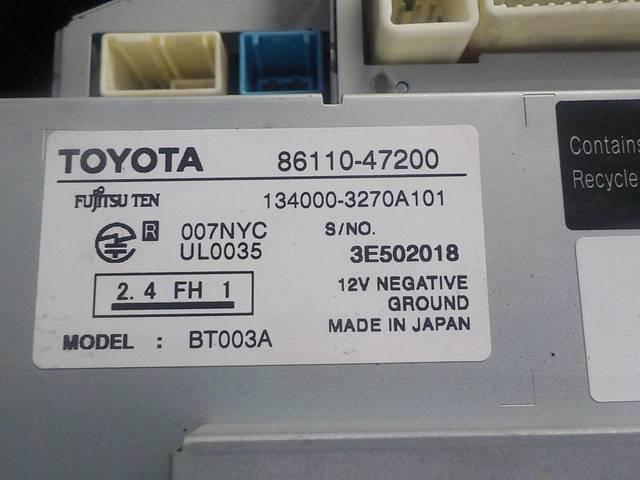 TOYOTA 86110-47200
FUJITSU TEN 134000-3270A101
R 007NYC S/NO.
UL0035 3E502018
2.4 FH 1 12V NEGATIVE
GROUND
MADE IN JAPAN
MODEL : BT003A
Contains
Recycle